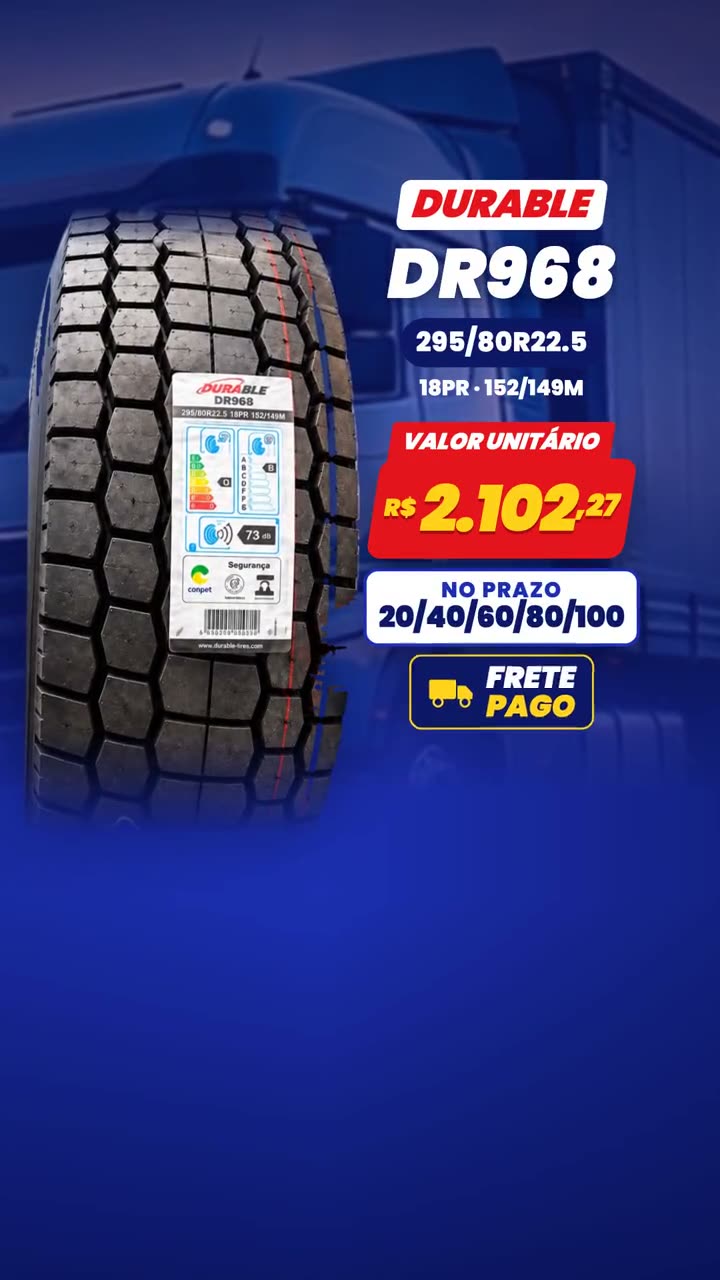 DURABLE
DR968
295/80R22.5
18PR • 152/149M
VALOR UNITÁRIO
R$ 2.102,27
NO PRAZO
20/40/60/80/100
FRETE
PAGO
DURABLE
DR968
295/80R22.5 18PR 152/149M
A
B
C
D
E
F
B
73 dB
Segurança
conpet
www.durable-tires.com